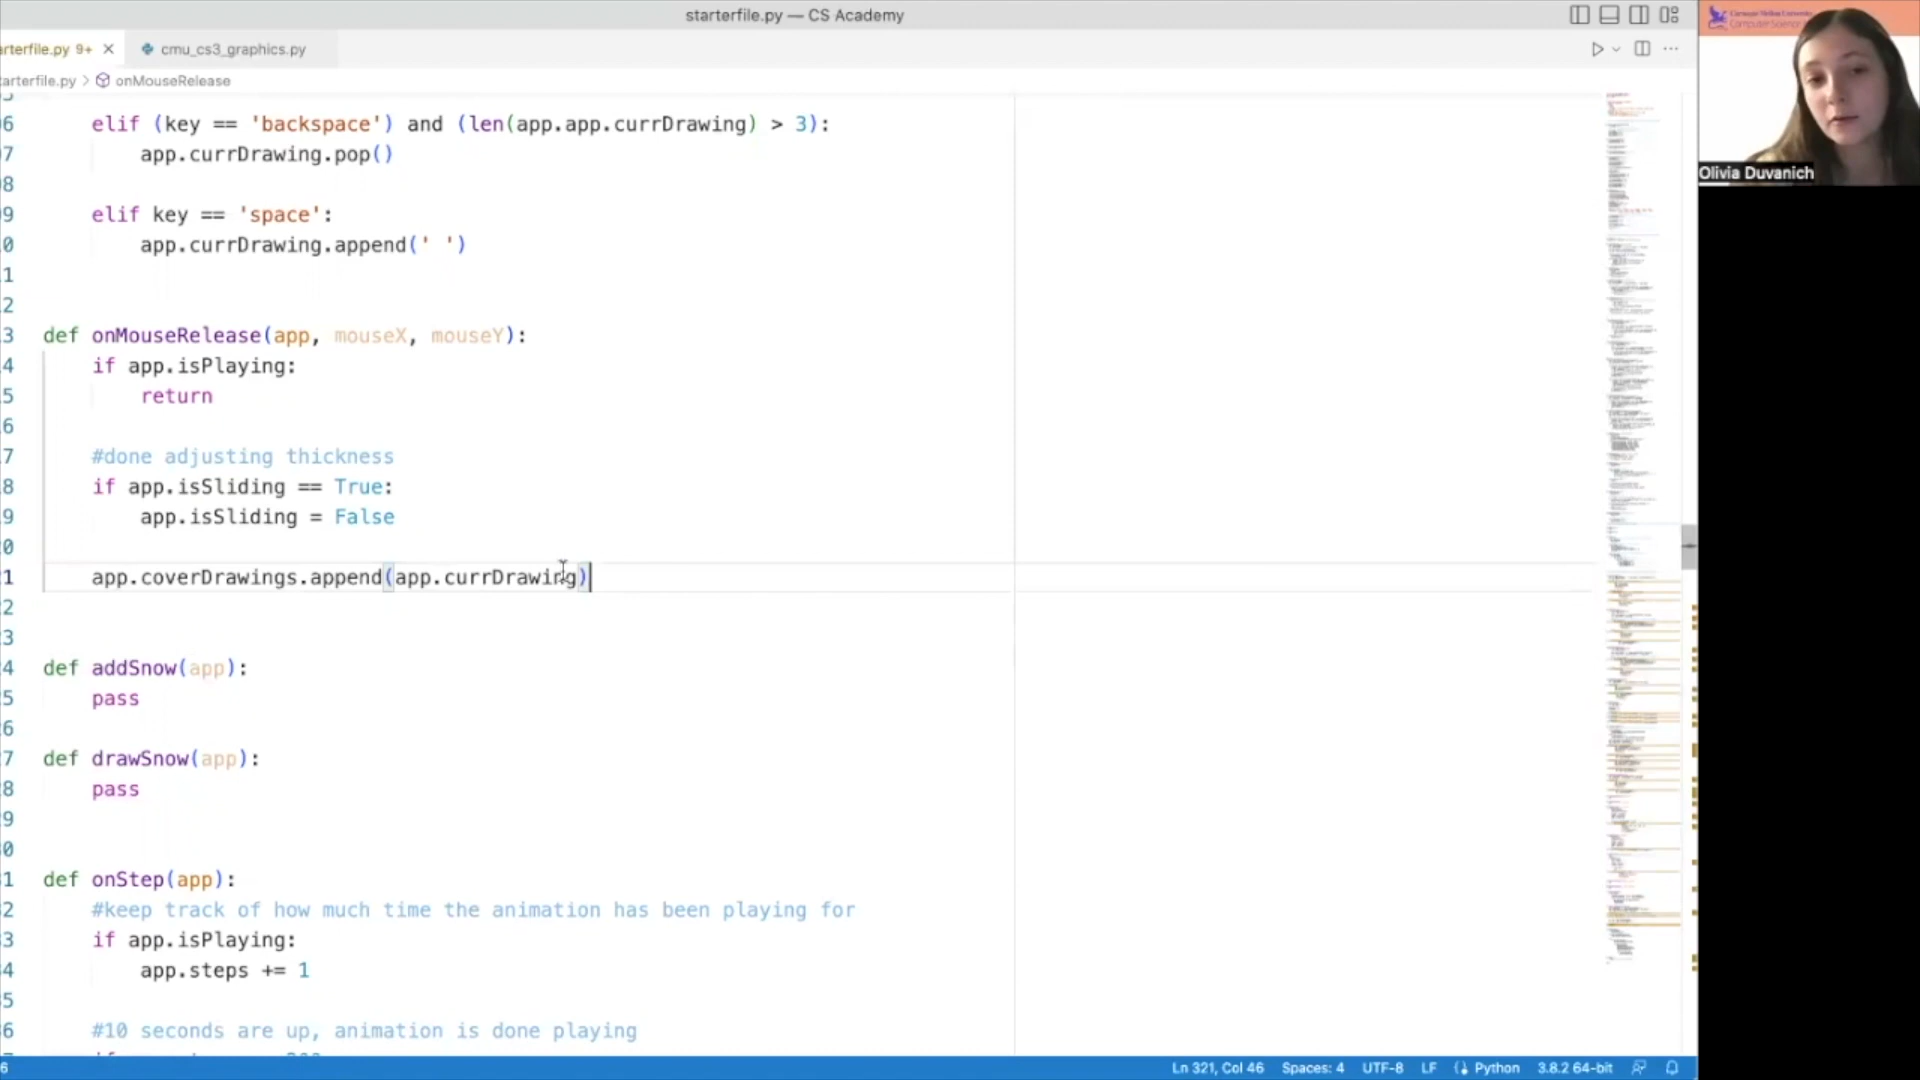 starterfile.py — CS Academy
arterfile.py 9+ cmu_cs3_graphics.py
tarterfile.py > onMouseRelease
6 elif (key == 'backspace') and (len(app.app.currDrawing) > 3):
7 app.currDrawing.pop()
8
9 elif key == 'space':
0 app.currDrawing.append(' ')
1
2
3 def onMouseRelease(app, mouseX, mouseY):
4 if app.isPlaying:
5 return
6
7 #done adjusting thickness
8 if app.isSliding == True:
9 app.isSliding = False
0
1 app.coverDrawings.append(app.currDrawing)
2
3
4 def addSnow(app):
5 pass
6
7 def drawSnow(app):
8 pass
9
0
1 def onStep(app):
2 #keep track of how much time the animation has been playing for
3 if app.isPlaying:
4 app.steps += 1
5
6 #10 seconds are up, animation is done playing
6 Ln 321, Col 46 Spaces: 4 UTF-8 LF Python 3.8.2 64-bit
Carnegie Mellon University
Computer Science
Olivia Duvanich